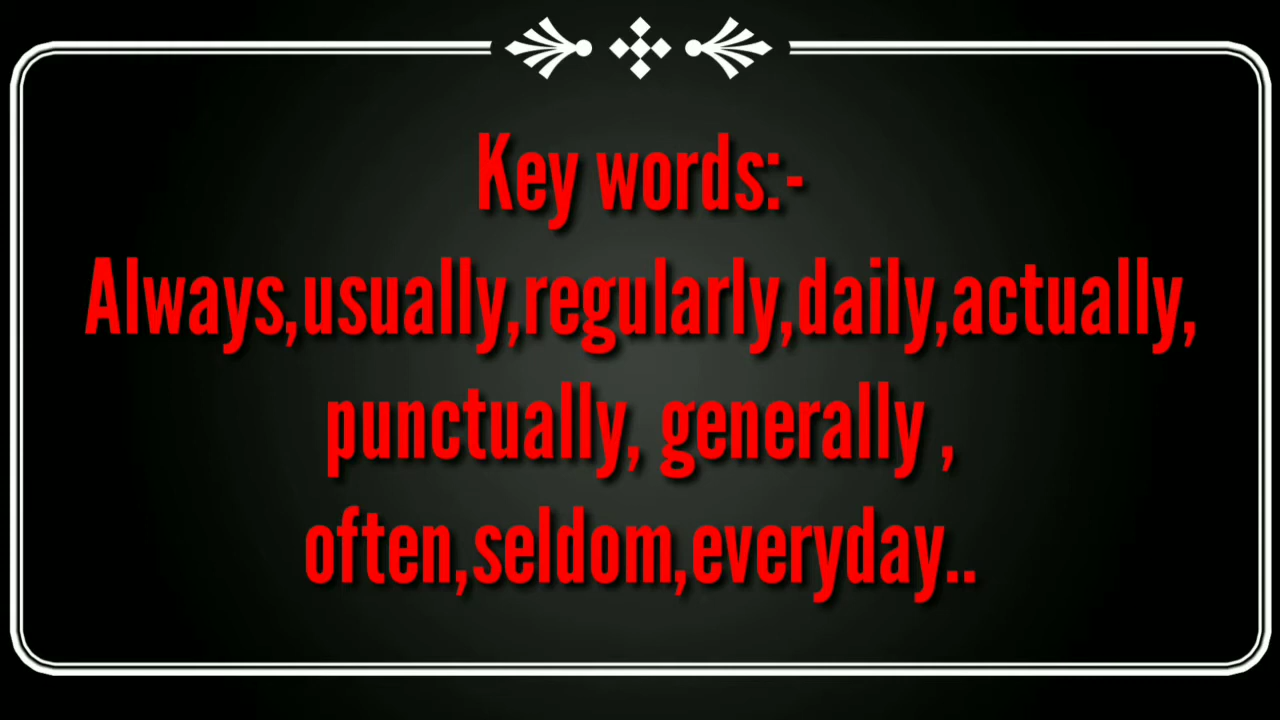 Key words:-
Always,usually,regularly,daily,actually,
punctually, generally ,
often,seldom,everyday..